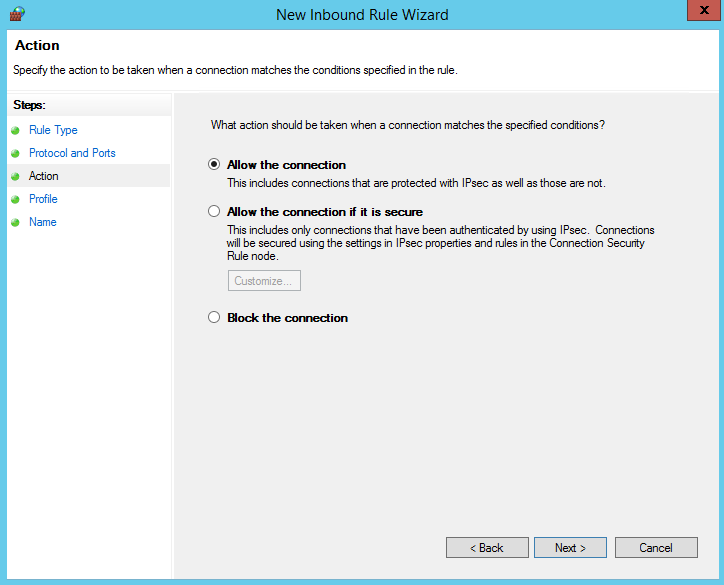 New Inbound Rule Wizard
x
Action
Specify the action to be taken when a connection matches the conditions specified in the rule.
Steps:
Rule Type
Protocol and Ports
Action
Profile
Name
What action should be taken when a connection matches the specified conditions?
Allow the connection
This includes connections that are protected with IPsec as well as those are not.
Allow the connection if it is secure
This includes only connections that have been authenticated by using IPsec. Connections
will be secured using the settings in IPsec properties and rules in the Connection Security
Rule node.
Customize...
Block the connection
< Back
Next >
Cancel